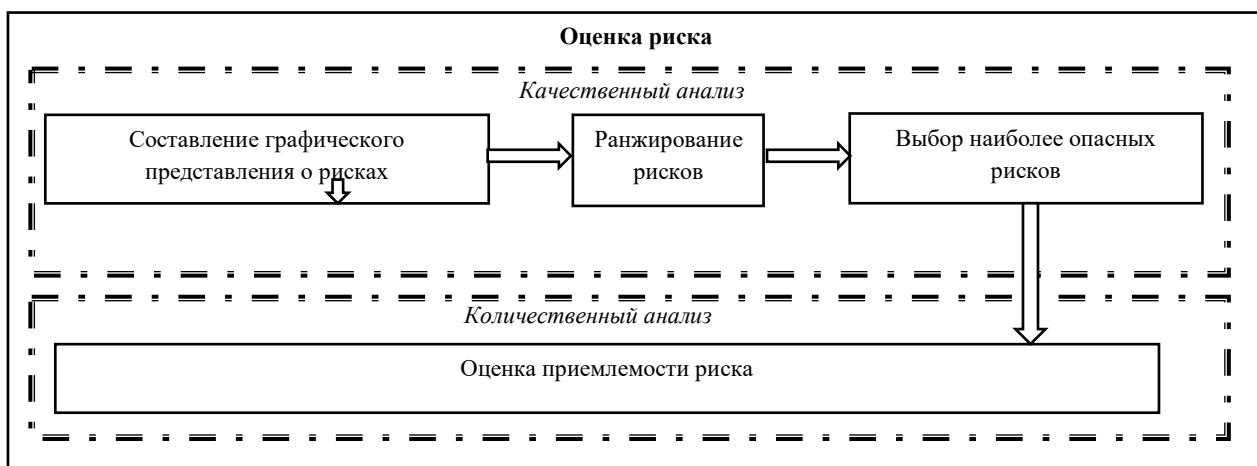 Оценка риска
Качественный анализ
Составление графического
представления о рисках
Ранжирование
рисков
Выбор наиболее опасных
рисков
Количественный анализ
Оценка приемлемости риска